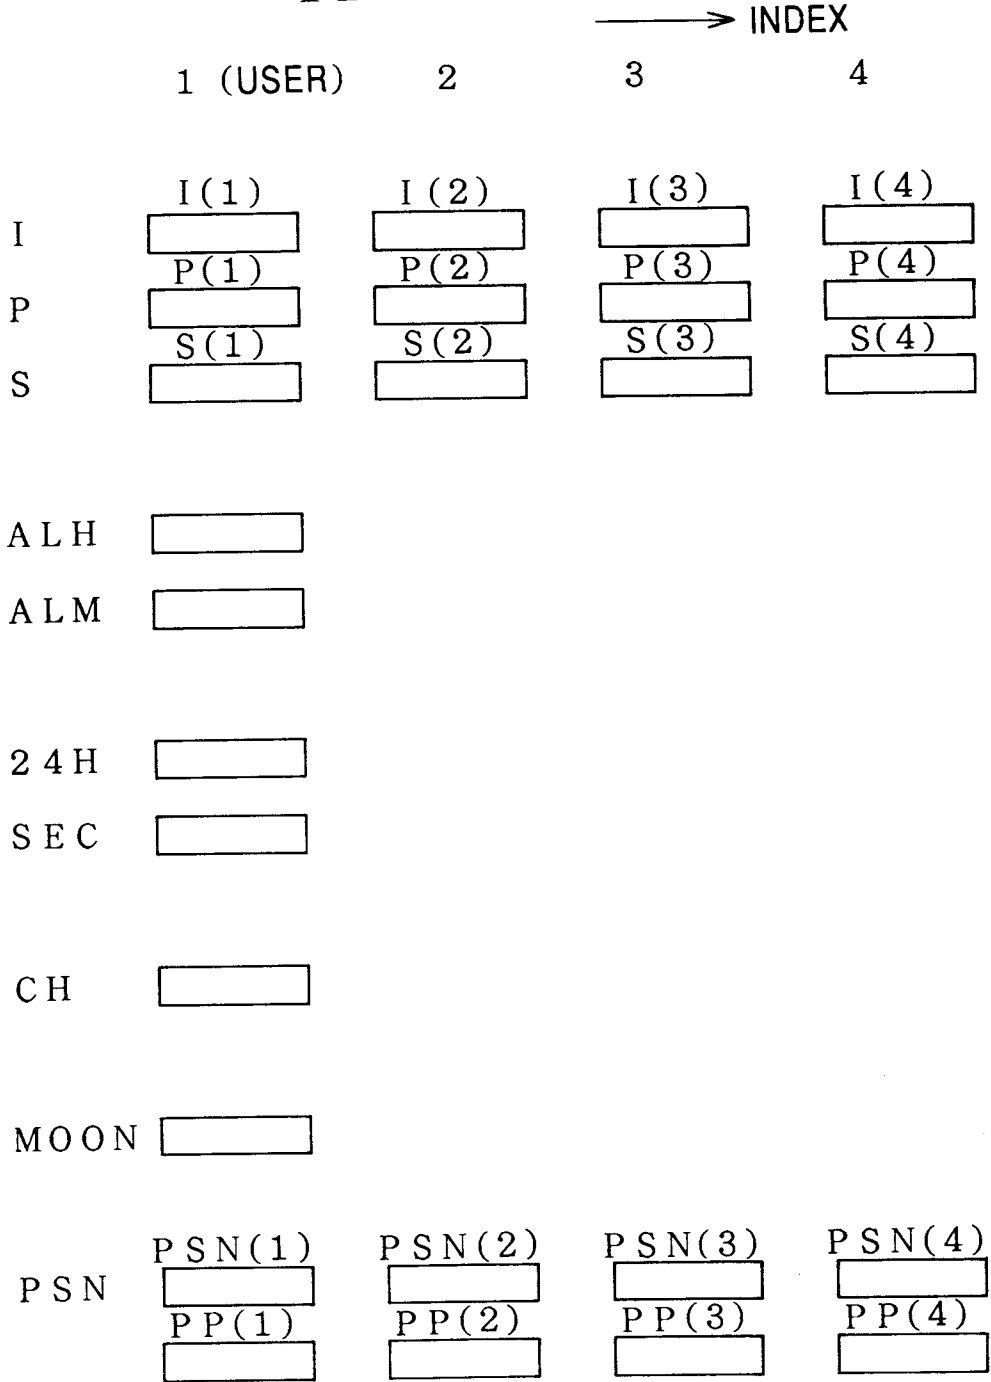 INDEX
1 (USER) 2 3 4
I(1) I(2) I(3) I(4)
I
P(1) P(2) P(3) P(4)
P
S(1) S(2) S(3) S(4)
S
ALH
ALM
24H
SEC
CH
MOON
PSN(1) PSN(2) PSN(3) PSN(4)
PSN
PP(1) PP(2) PP(3) PP(4)